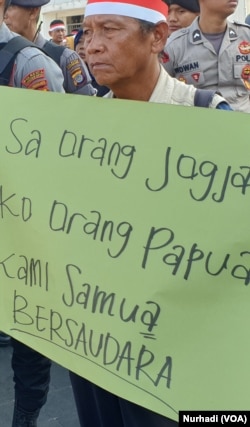 Sa orang Jogja
Ko orang Papua
Kami Samua
BERSAUDARA
Nurhadi (VOA)